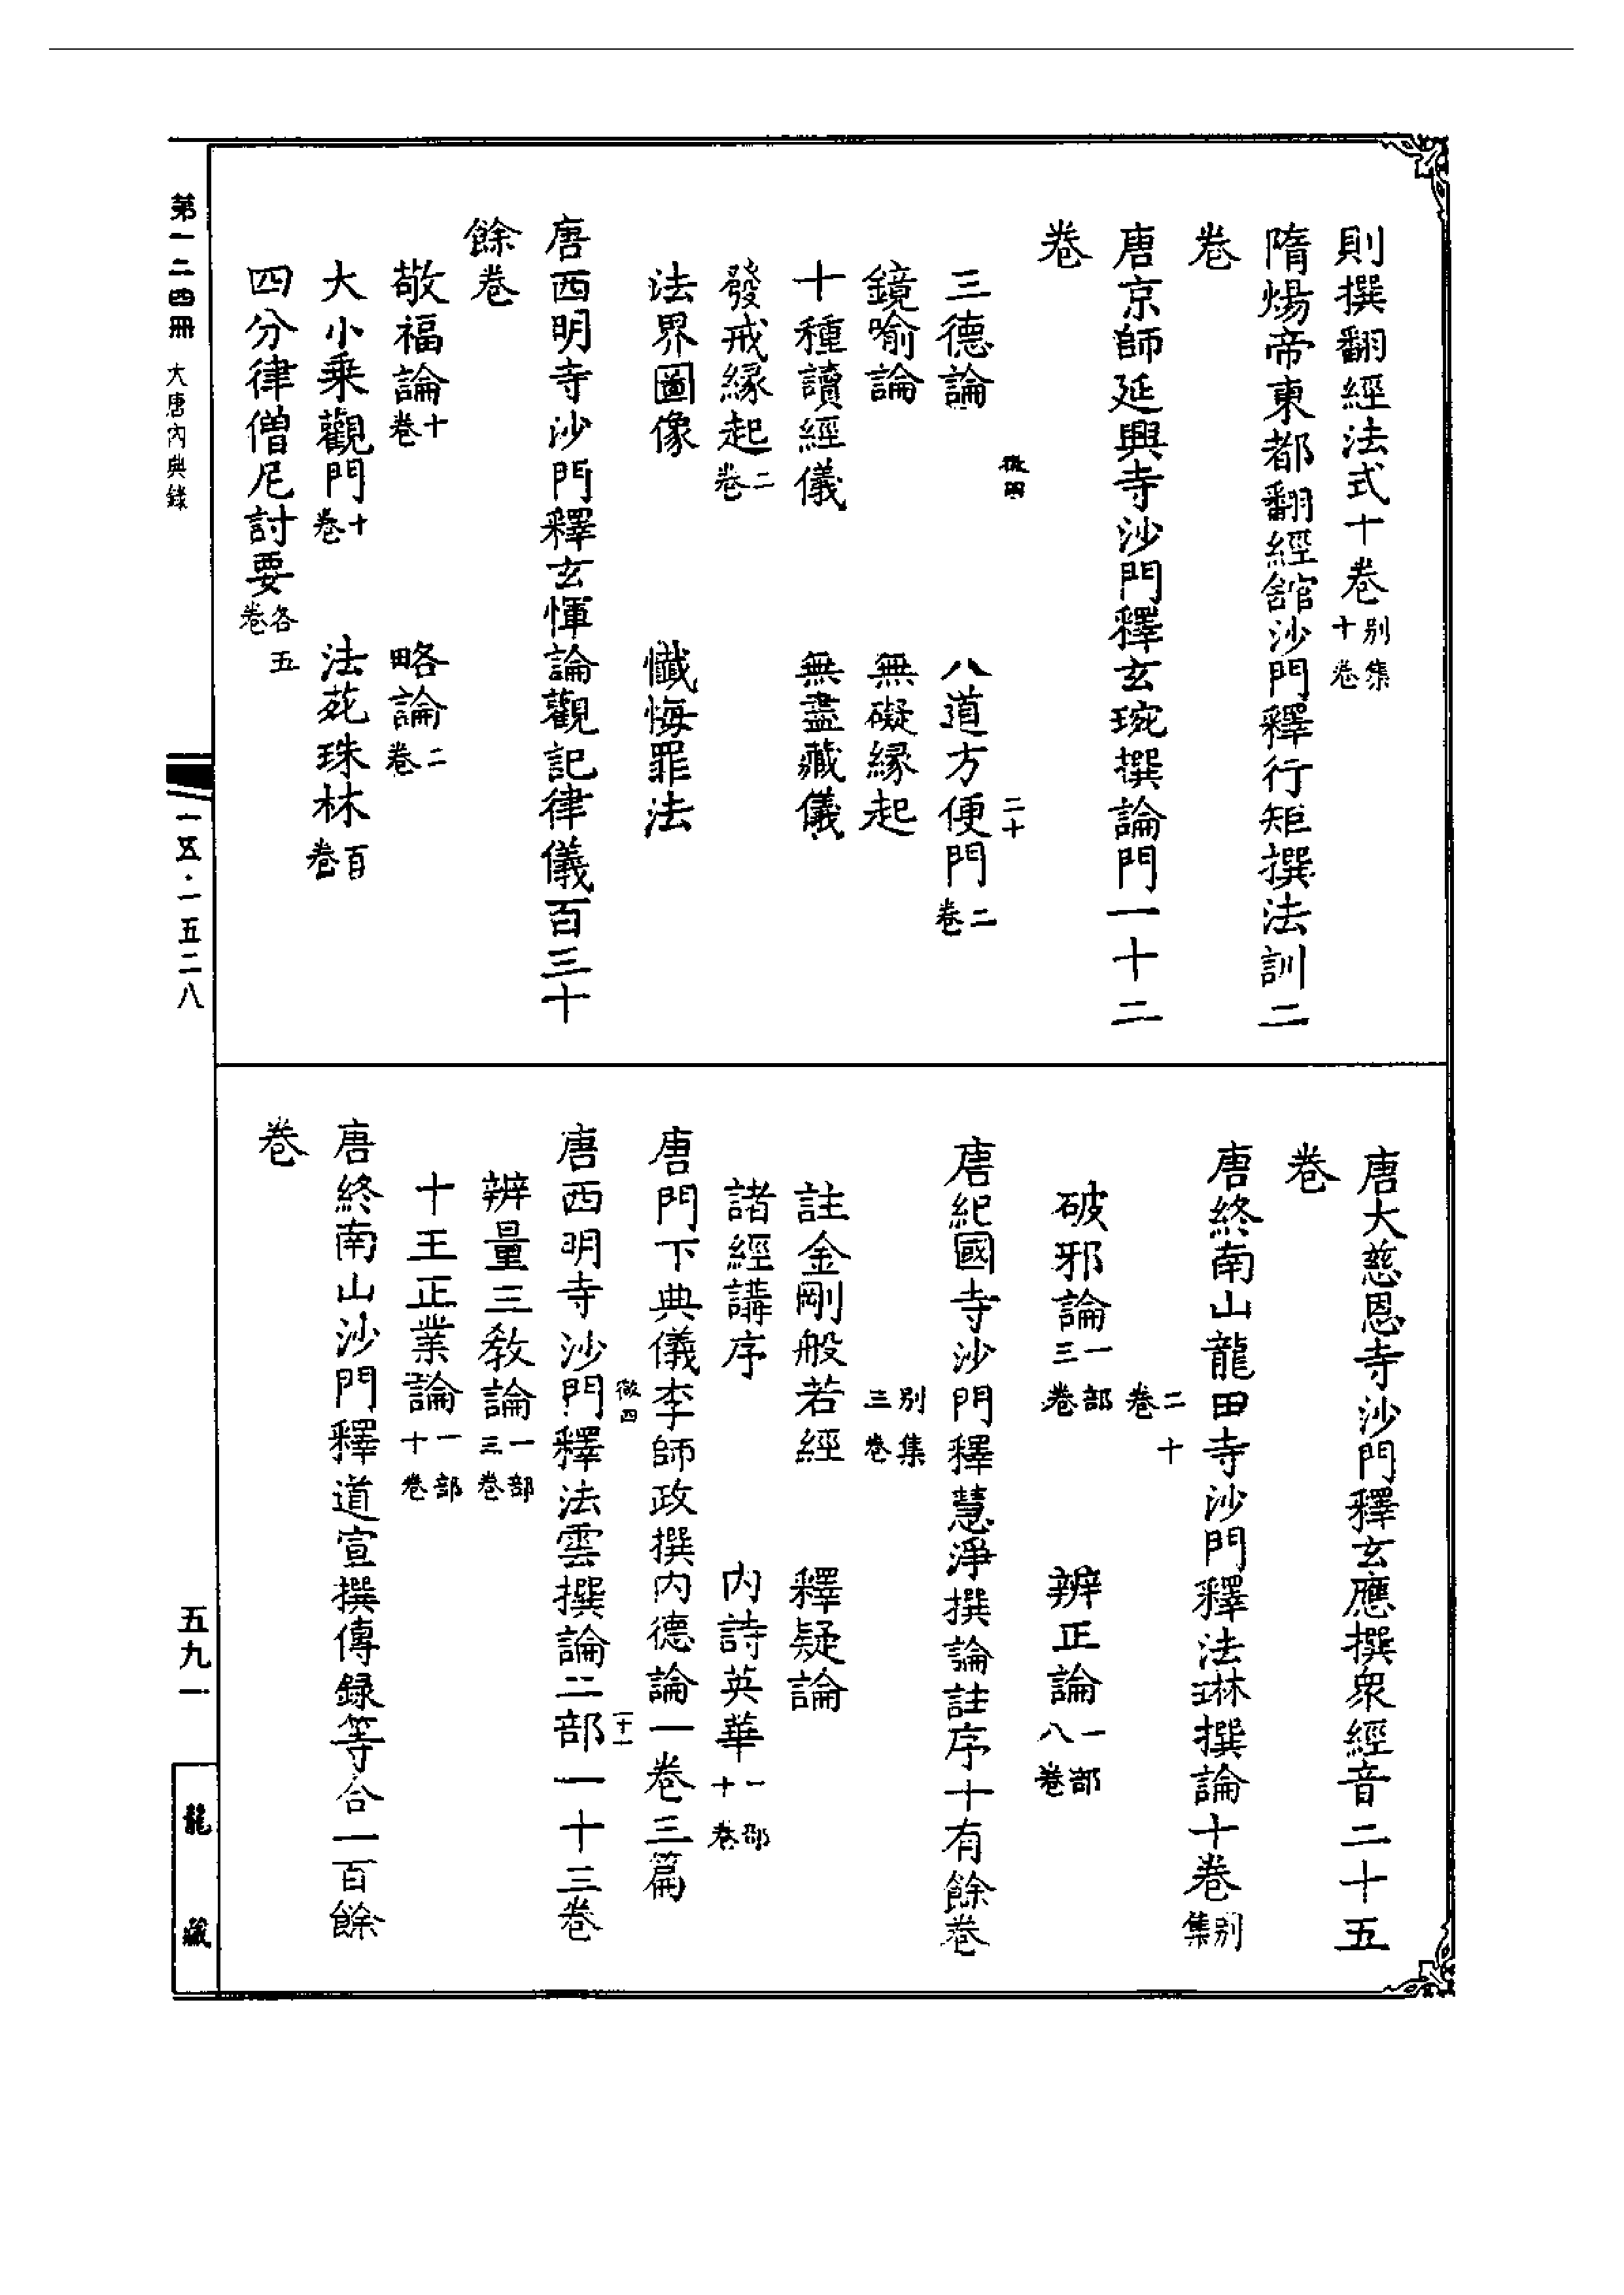 則撰翻經法式十卷別集十卷
隋煬帝東都翻經館沙門釋行矩撰法訓二
卷
唐京師延興寺沙門釋玄琬撰論門一十二
卷
微四 二十
三德論 八道方便門二卷
鏡喻論 無礙緣起
十種讀經儀 無盡藏儀
發戒緣起二卷
法界圖像 懺悔罪法
唐西明寺沙門釋玄惲論觀記律儀百三十
餘卷
敬福論十卷 略論二卷
大小乘觀門十卷 法苑珠林百卷
四分律僧尼討要各五卷
唐大慈恩寺沙門釋玄應撰眾經音二十五
卷
唐終南山龍田寺沙門釋法琳撰論十卷別集
二十卷
破邪論一部三卷 辨正論一部八卷
唐紀國寺沙門釋慧淨撰論註序十有餘卷
別集三卷
註金剛般若經 釋疑論
諸經講序 內詩英華一部十卷
唐門下典儀李師政撰內德論一卷三篇
微四 二十一
唐西明寺沙門釋法雲撰論二部一十三卷
辨量三教論一部三卷
十王正業論一部十卷
唐終南山沙門釋道宣撰傳録等合一百餘
卷
第一二四冊 大唐內典錄
一五·一五二八
五九一
龍藏